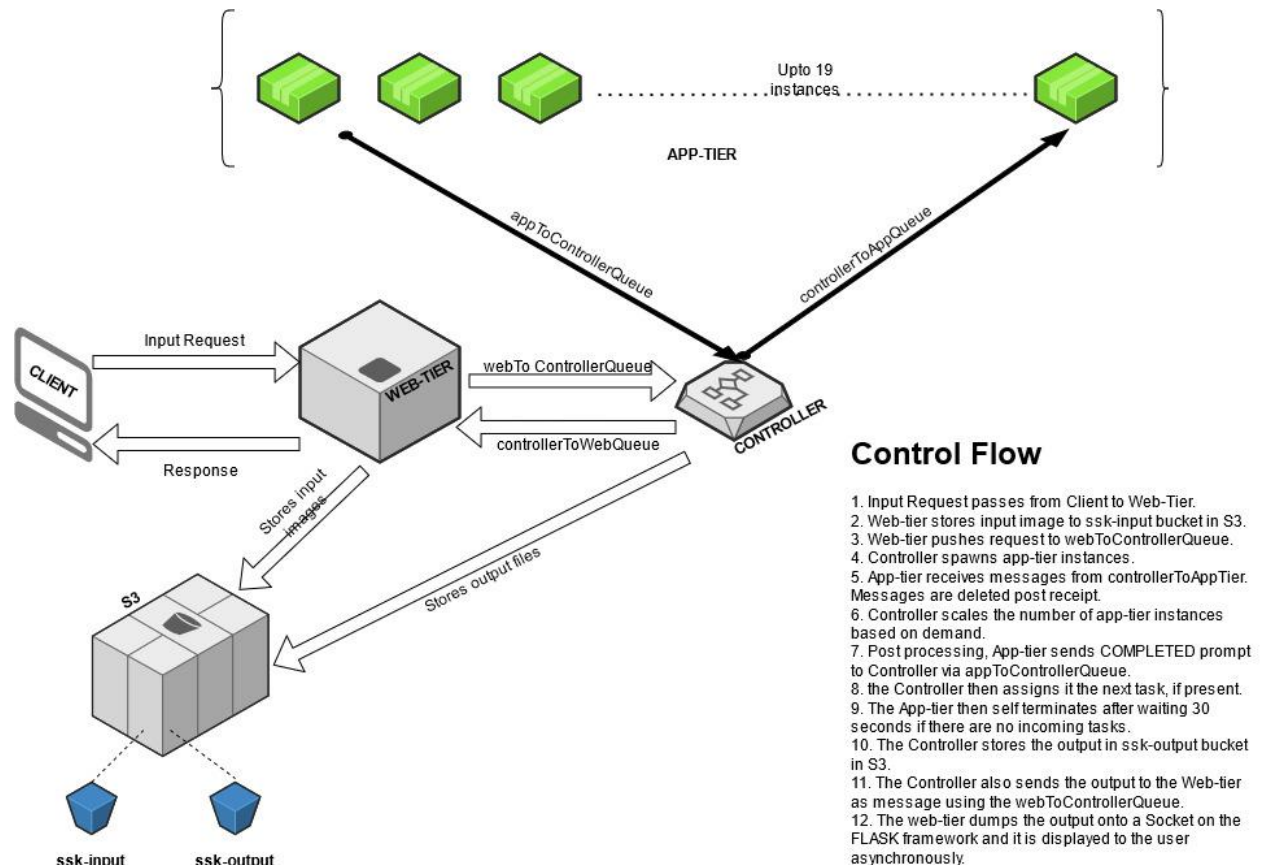 Upto 19
instances
APP-TIER
appToControllerQueue
controllerToAppQueue
Input Request
CLIENT
WEB-TIER
webTo ControllerQueue
controllerToWebQueue
CONTROLLER
Response
Stores input
images
Stores output files
S3
ssk-input
ssk-output
Control Flow
1. Input Request passes from Client to Web-Tier.
2. Web-tier stores input image to ssk-input bucket in S3.
3. Web-tier pushes request to webToControllerQueue.
4. Controller spawns app-tier instances.
5. App-tier receives messages from controllerToAppTier.
Messages are deleted post receipt.
6. Controller scales the number of app-tier instances
based on demand.
7. Post processing, App-tier sends COMPLETED prompt
to Controller via appToControllerQueue.
8. the Controller then assigns it the next task, if present.
9. The App-tier then self terminates after waiting 30
seconds if there are no incoming tasks.
10. The Controller stores the output in ssk-output bucket
in S3.
11. The Controller also sends the output to the Web-tier
as message using the webToControllerQueue.
12. The web-tier dumps the output onto a Socket on the
FLASK framework and it is displayed to the user
asynchronously.